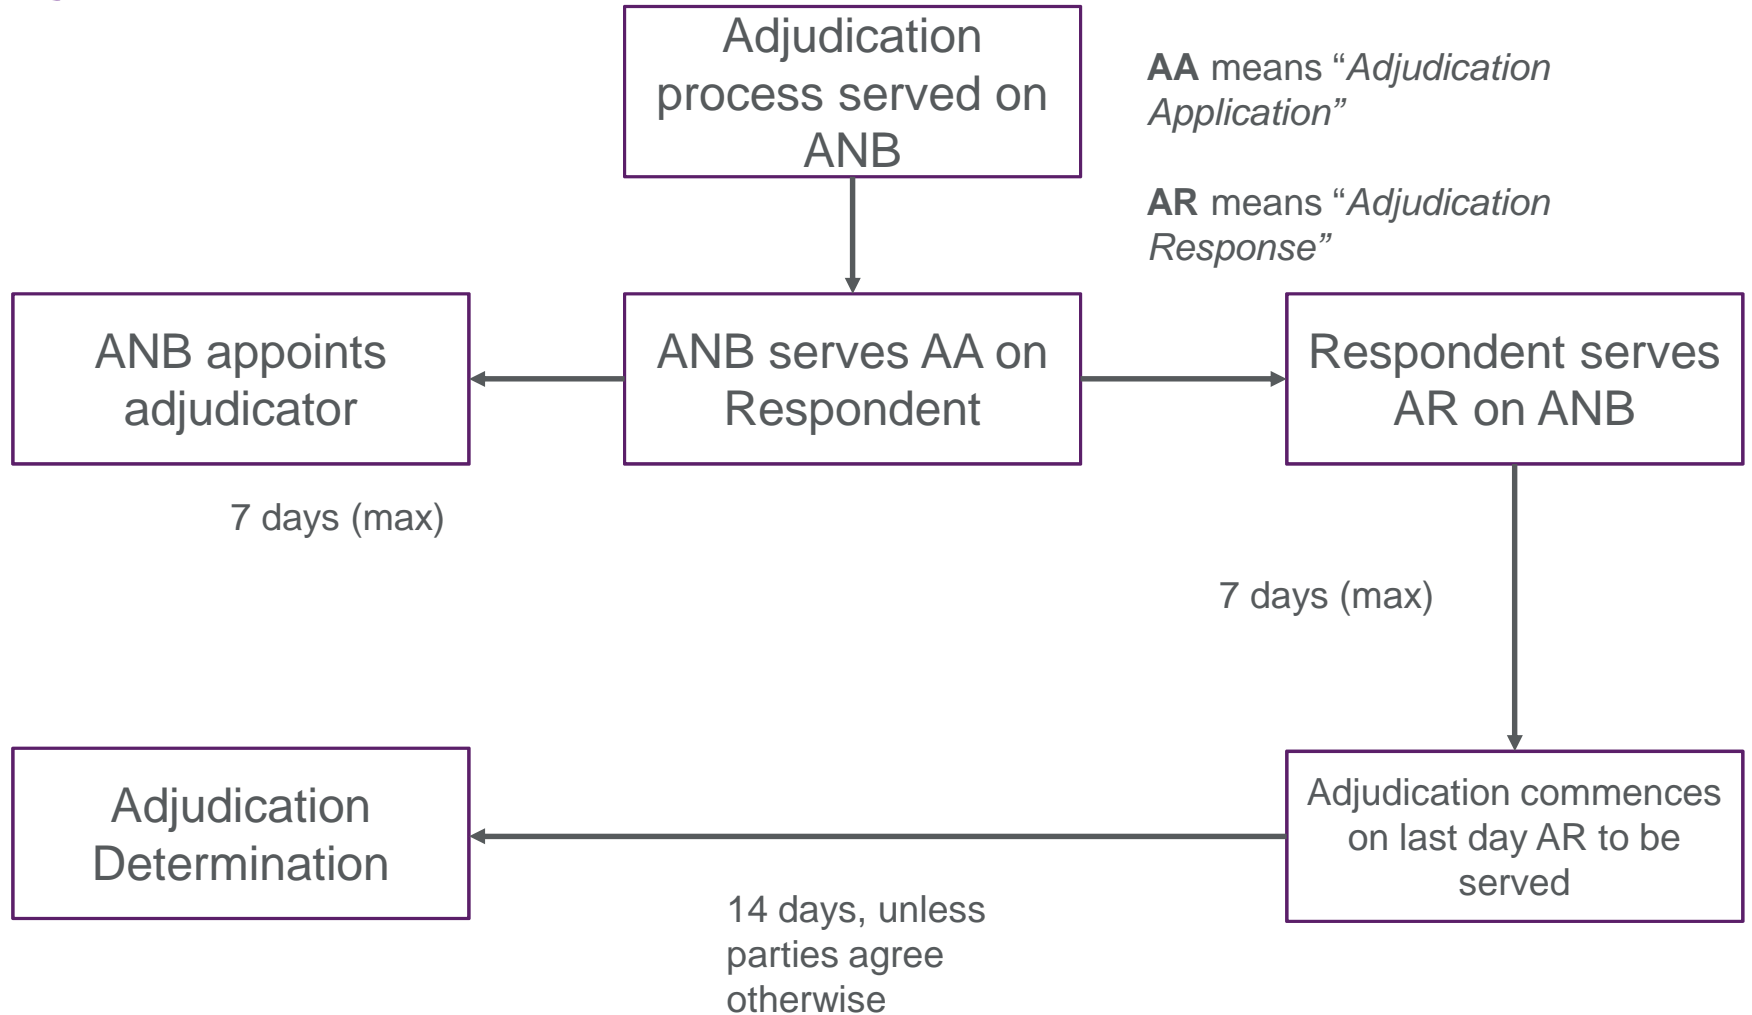 Adjudication
process served on
ANB
AA means “Adjudication
Application”
AR means “Adjudication
Response”
ANB appoints
adjudicator
ANB serves AA on
Respondent
Respondent serves
AR on ANB
7 days (max)
7 days (max)
Adjudication
Determination
Adjudication commences
on last day AR to be
served
14 days, unless
parties agree
otherwise